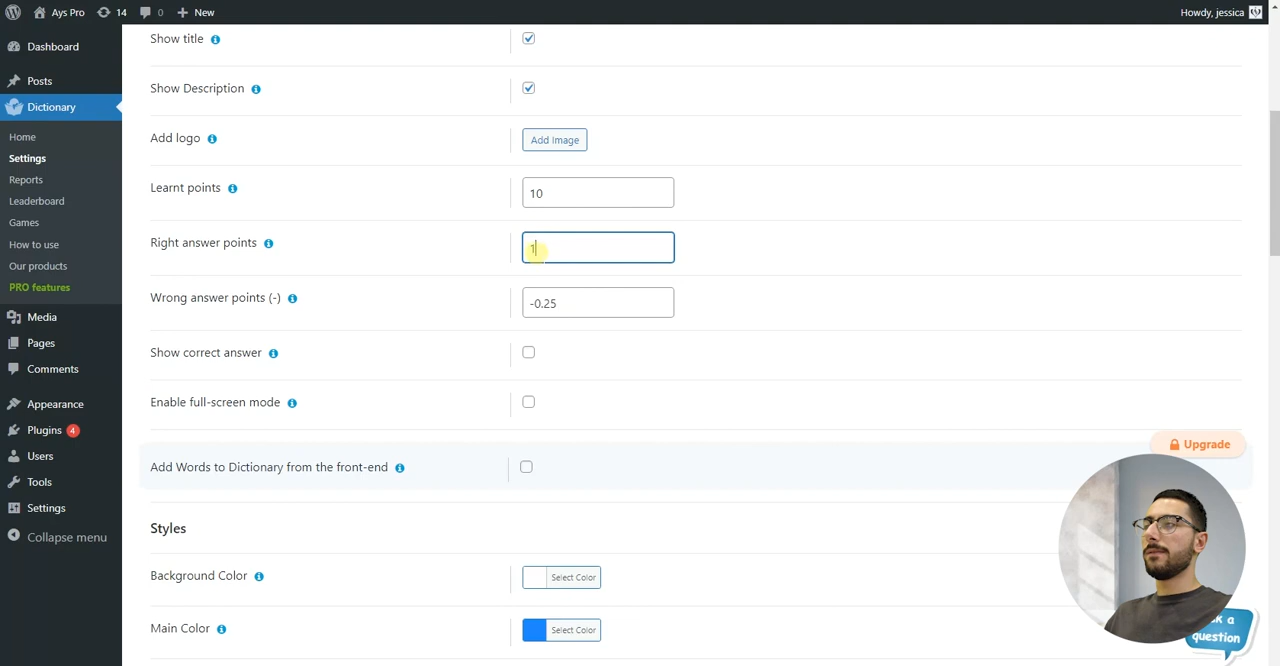 Ays Pro 14 0 New Howdy, jessica
Dashboard
Posts
Dictionary
Home
Settings
Reports
Leaderboard
Games
How to use
Our products
PRO features
Media
Pages
Comments
Appearance
Plugins 4
Users
Tools
Settings
Collapse menu
Show title
Show Description
Add logo Add Image
Learnt points 10
Right answer points 1
Wrong answer points (-) -0.25
Show correct answer
Enable full-screen mode
Upgrade
Add Words to Dictionary from the front-end
Styles
Background Color Select Color
Main Color Select Color
a
question